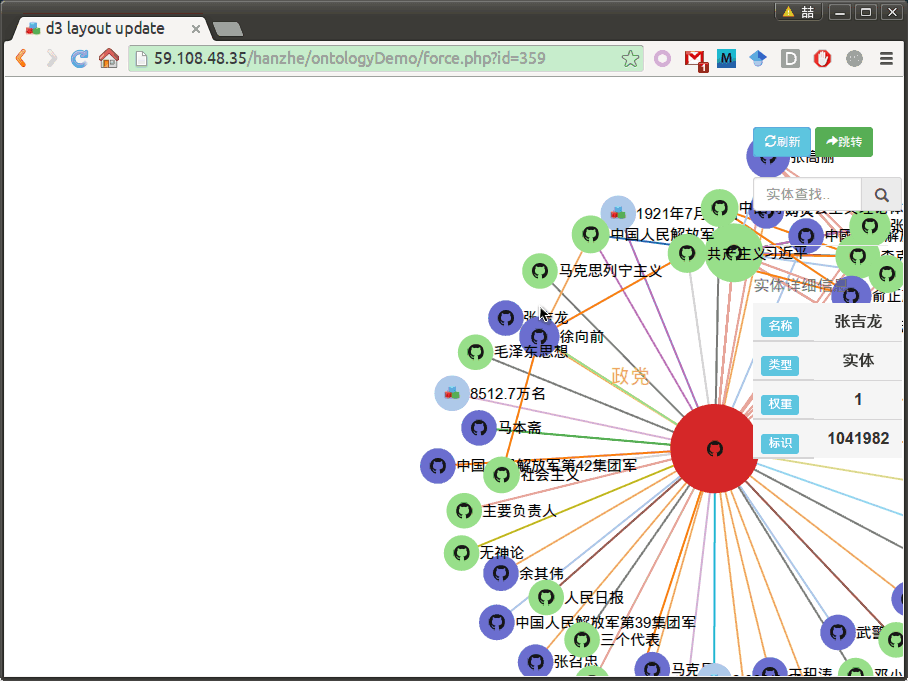 喆
d3 layout update
59.108.48.35/hanzhe/ontologyDemo/force.php?id=359
M
1
D
刷新
跳转
张高丽
实体查找..
1921年7月
中国人民解放军
共产主义
习近平
马克思列宁主义
实体详细信息
俞正
张吉龙
徐向前
名称
张吉龙
毛泽东思想
类型
实体
政党
8512.7万名
权重
1
马本斋
标识
1041982
中国人民解放军第42集团军
社会主义
主要负责人
无神论
余其伟
人民日报
中国人民解放军第39集团军
武警
三个代表
张召忠
马克
王积涛
邓小